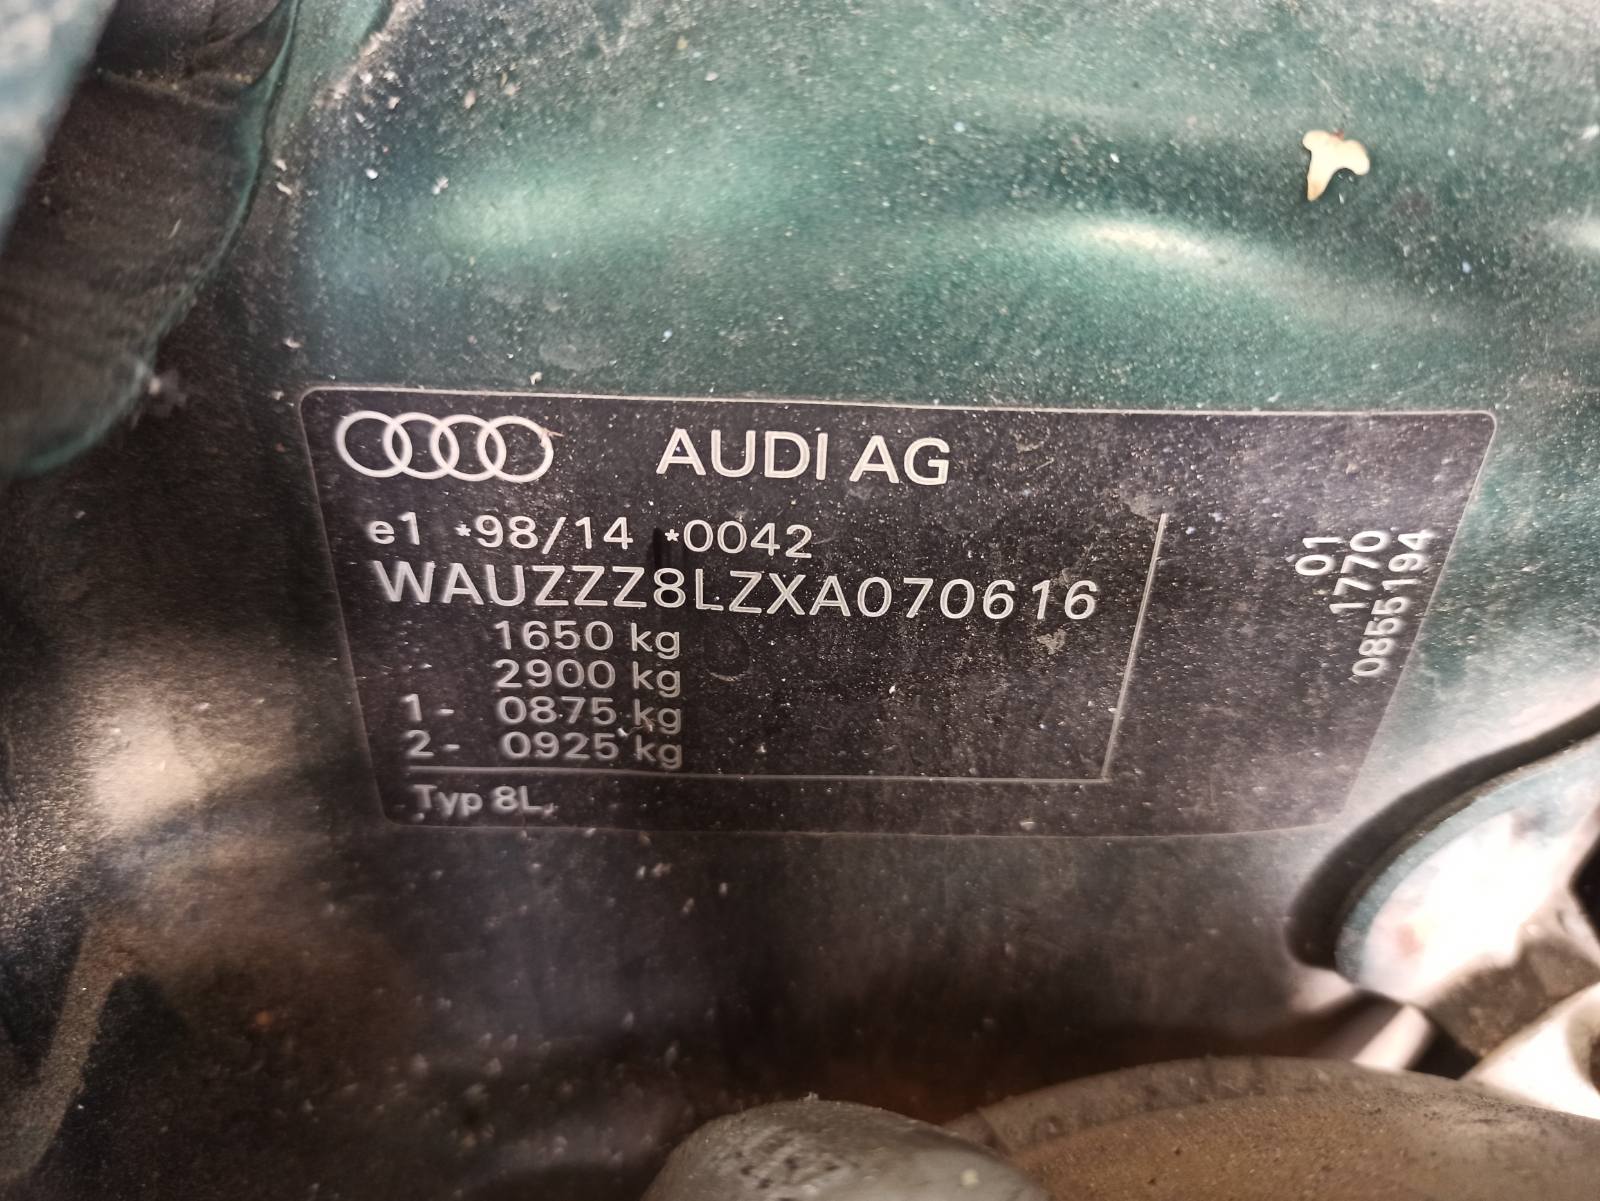 AUDI AG
e1 *98/14 *0042
WAUZZZ8LZXA070616
1650 kg
2900 kg
1- 0875 kg
2- 0925 kg
Typ 8L
01
1770
0855194